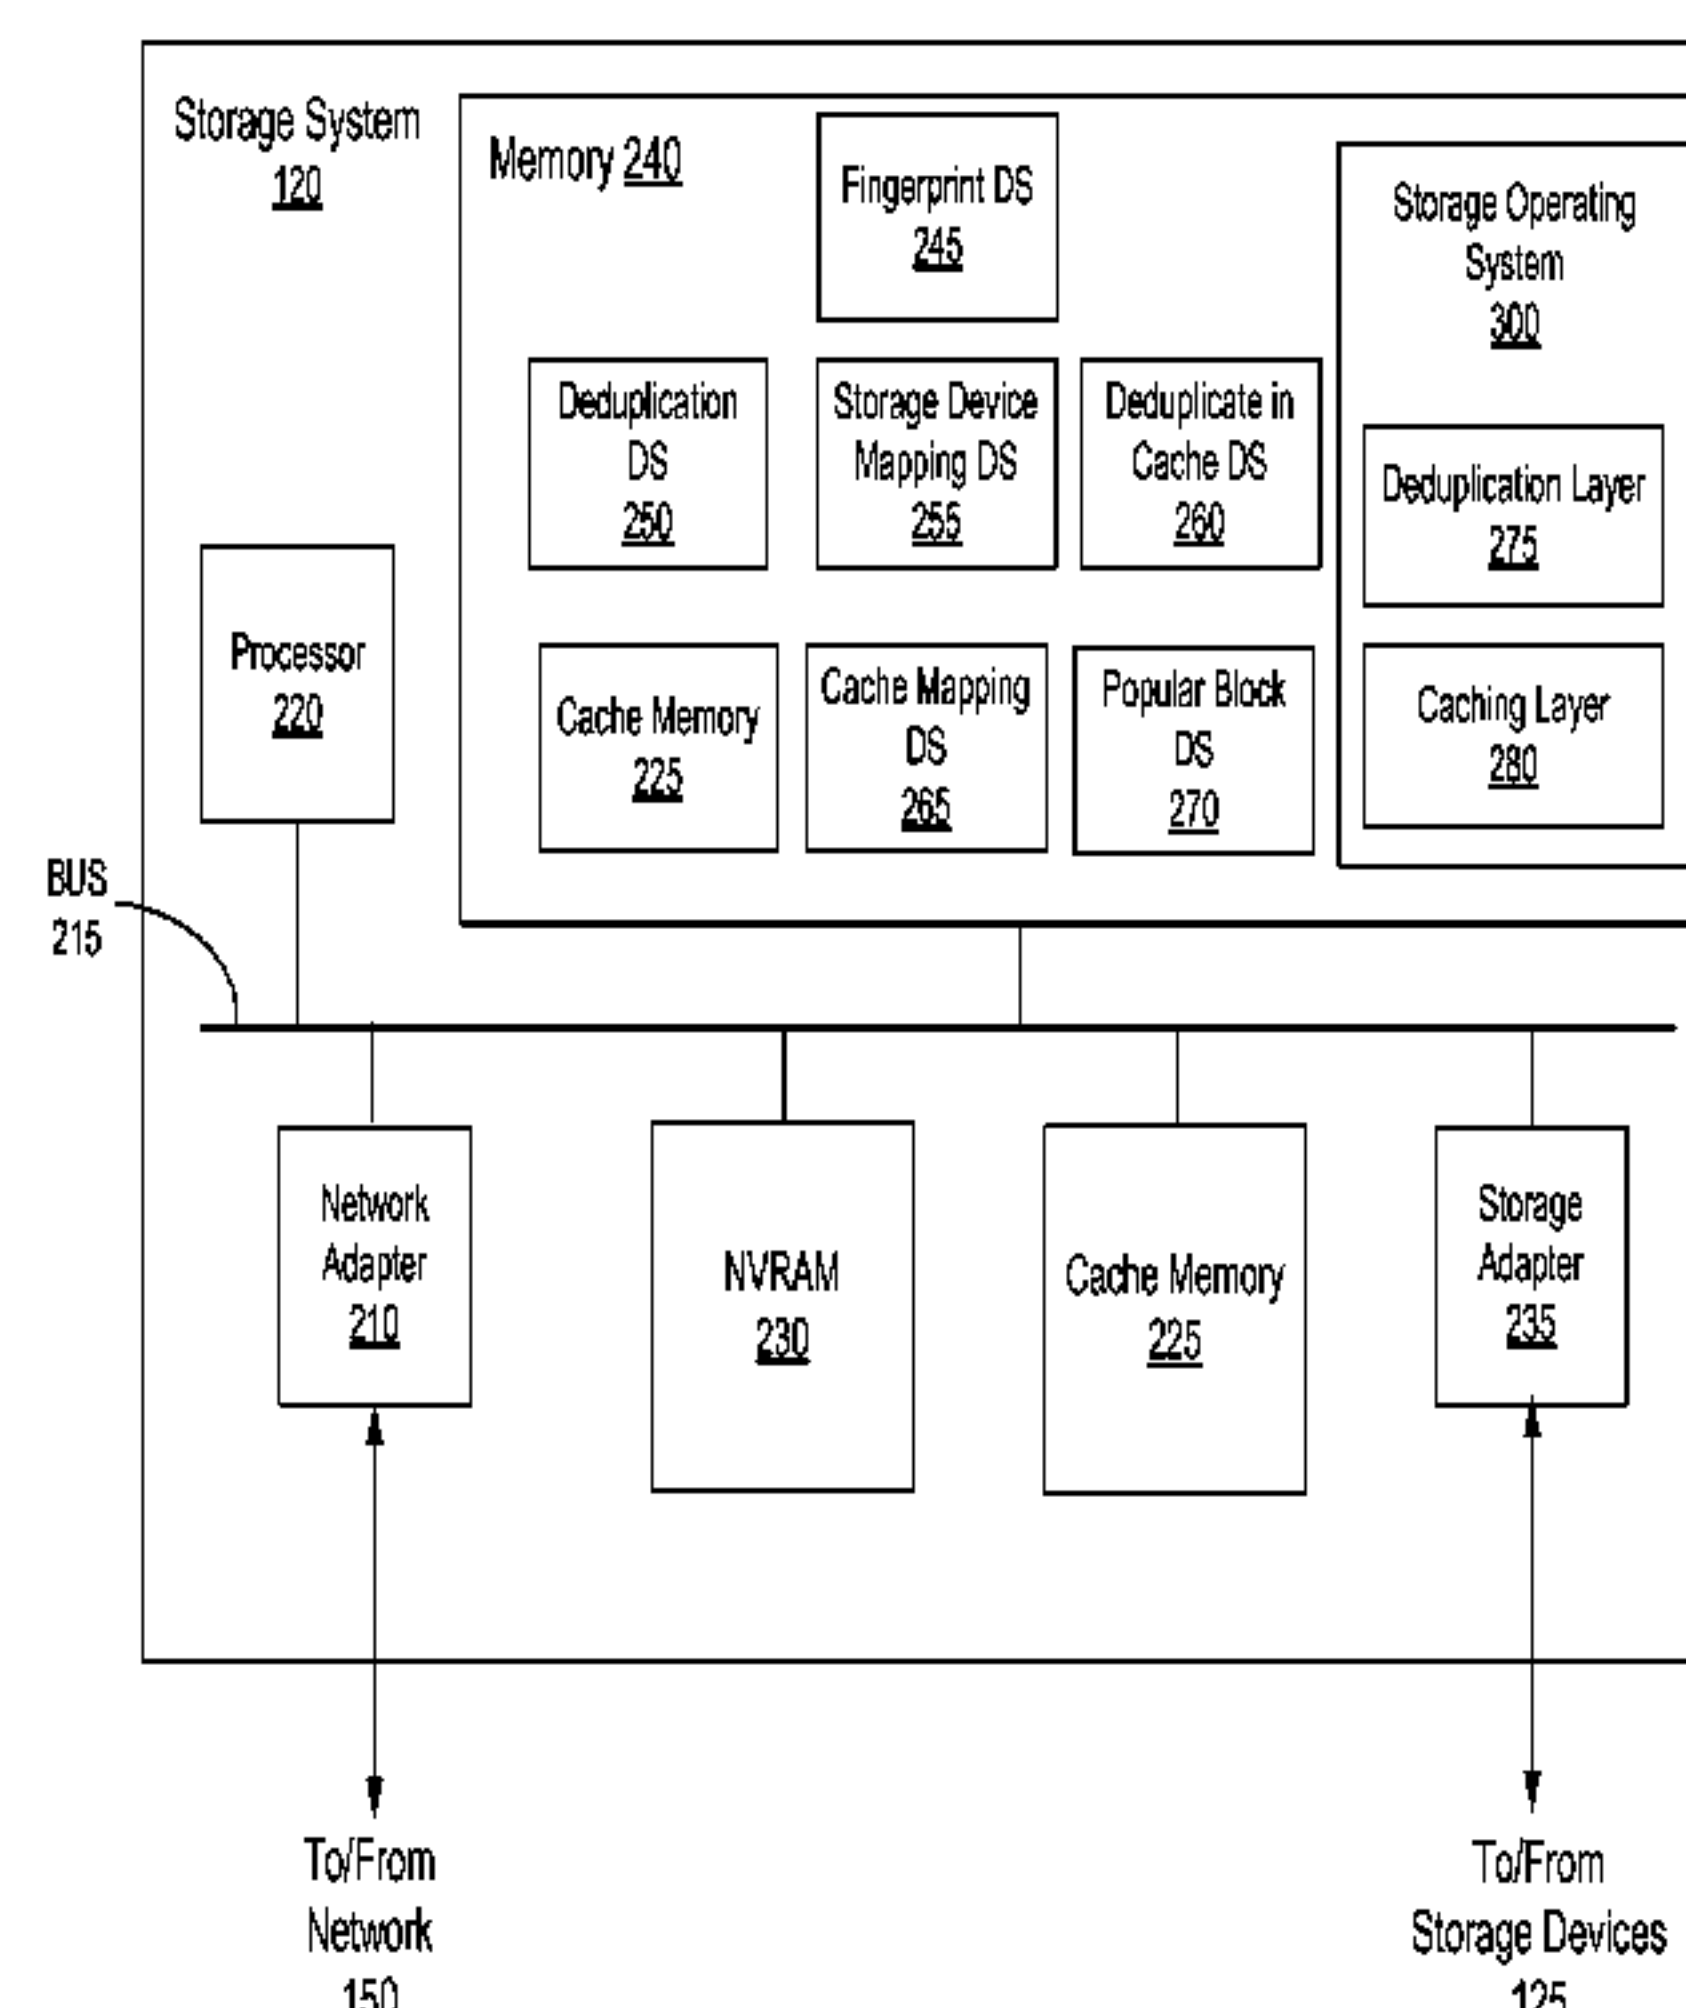 Storage System
120
Memory 240
Fingerprint DS
245
Storage Operating
System
300
Deduplication
DS
250
Storage Device
Mapping DS
255
Deduplicate in
Cache DS
260
Deduplication Layer
275
Processor
220
Cache Memory
225
Cache Mapping
DS
265
Popular Block
DS
270
Caching Layer
280
BUS
215
Network
Adapter
210
NVRAM
230
Cache Memory
225
Storage
Adapter
235
To/From
Network
150
To/From
Storage Devices
125